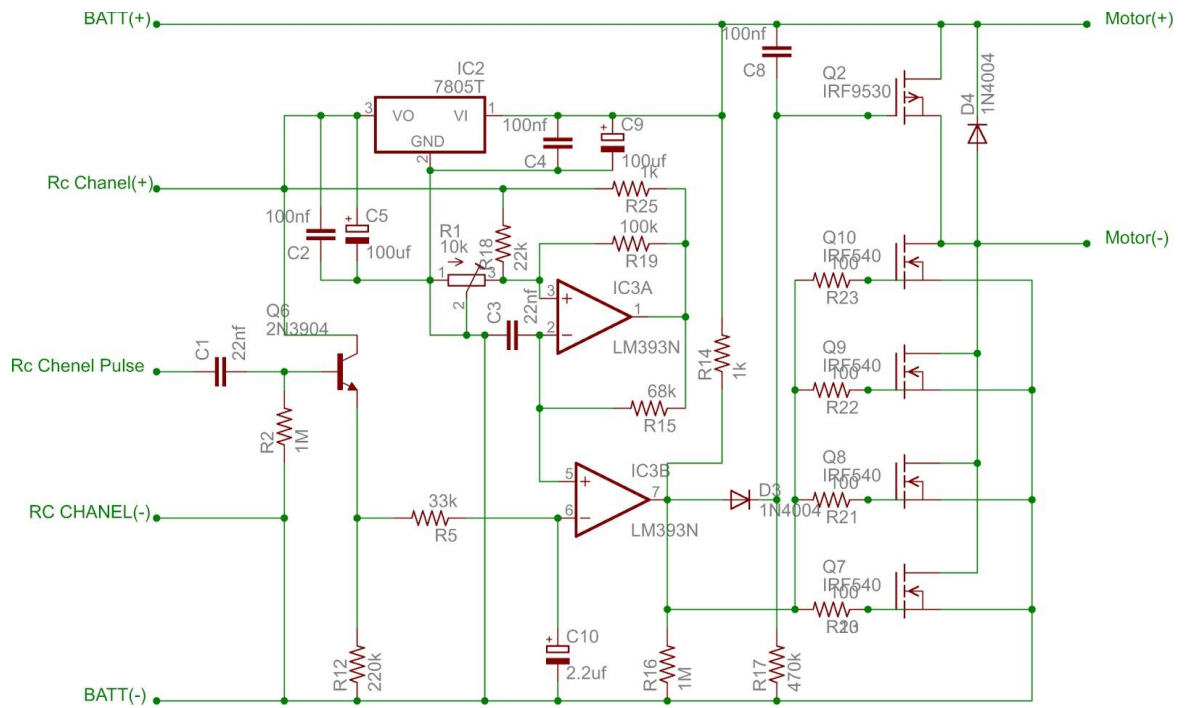 BATT(+)
Motor(+)
100nf
C8
Q2
IRF9530
D4
1N4004
IC2
7805T
3
VO
VI
1
GND
2
100nf
C4
C9
100uf
Rc Chanel(+)
1k
R25
100nf
C2
C5
100uf
R1
10k
1
3
2
R18
22k
100k
R19
Motor(-)
Q10
IRF540
100
R23
C3
22nf
IC3A
3
+
2
−
1
LM393N
Q6
2N3904
Rc Chenel Pulse
C1
22nf
R14
1k
Q9
IRF540
100
R22
R2
1M
68k
R15
IC3B
5
+
6
−
7
LM393N
D3
1N4004
Q8
IRF540
100
R21
RC CHANEL(-)
33k
R5
Q7
IRF540
100
C10
2.2uf
R12
220k
R16
1M
R17
470k
BATT(-)